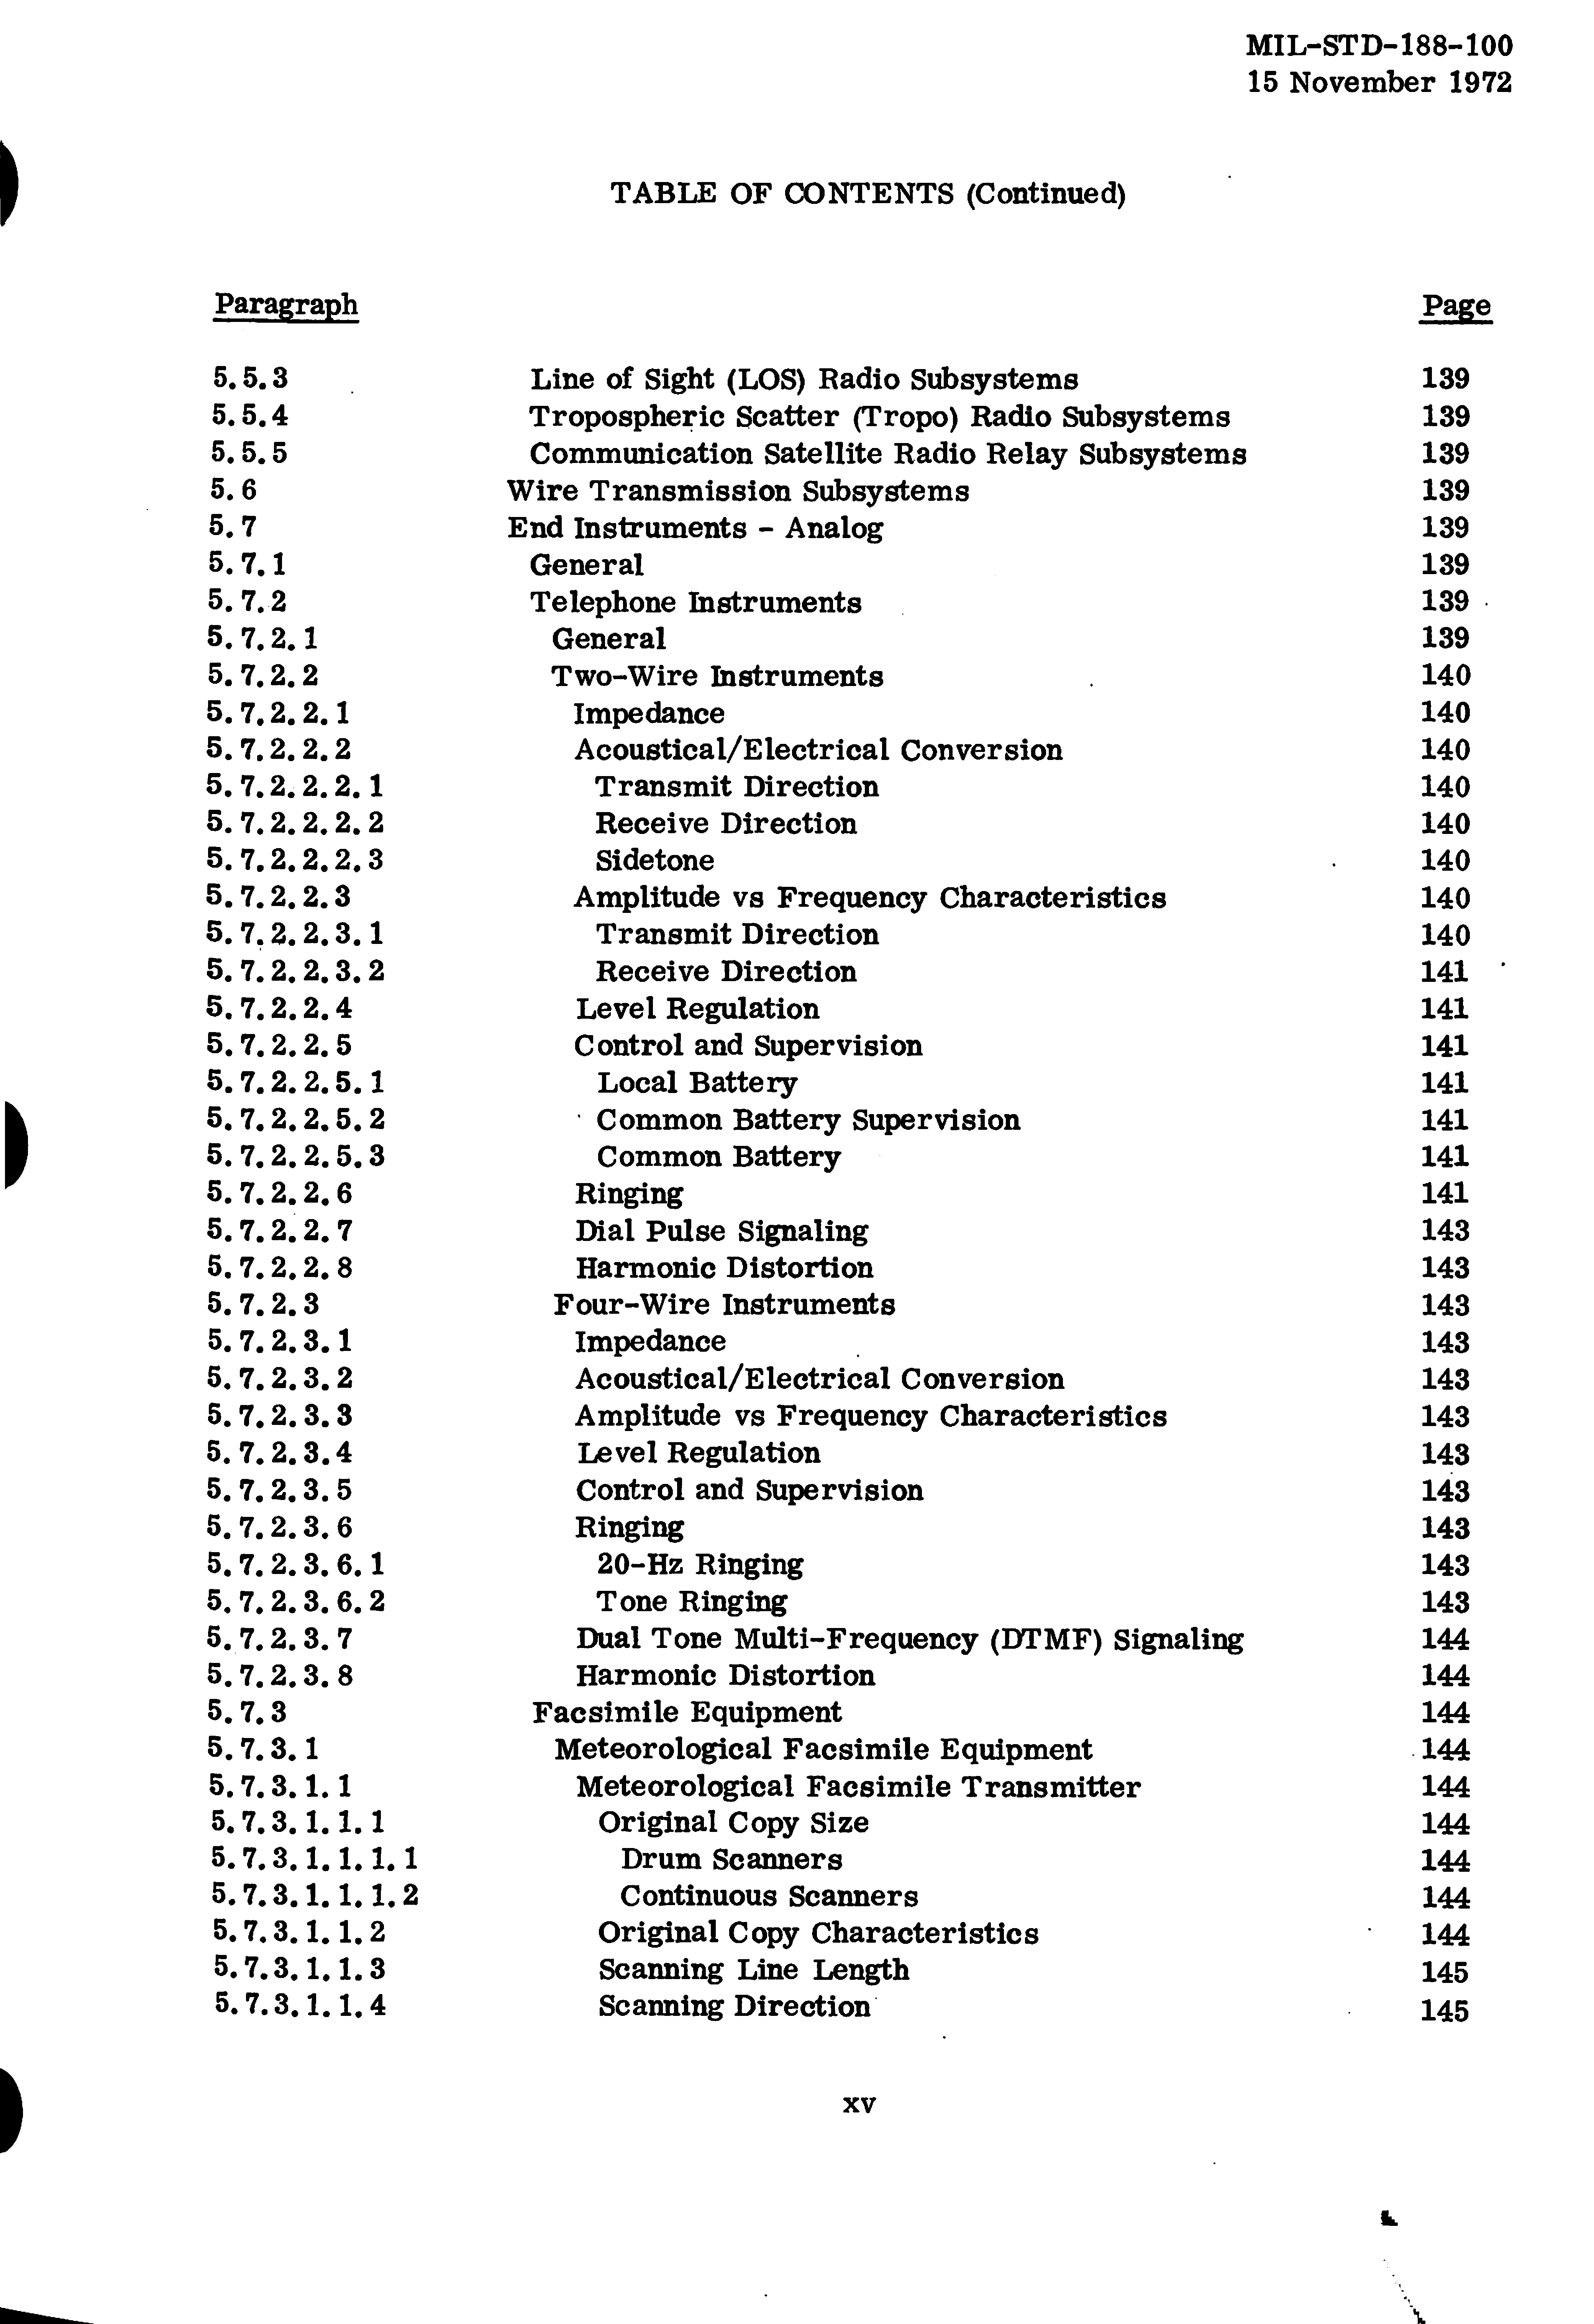 MIL-STD-188-100
15 November 1972
TABLE OF CONTENTS (Continued)
Paragraph Page
5.5.3 Line of Sight (LOS) Radio Subsystems 139
5.5.4 Tropospheric Scatter (Tropo) Radio Subsystems 139
5.5.5 Communication Satellite Radio Relay Subsystems 139
5.6 Wire Transmission Subsystems 139
5.7 End Instruments - Analog 139
5.7.1 General 139
5.7.2 Telephone Instruments 139
5.7.2.1 General 139
5.7.2.2 Two-Wire Instruments 140
5.7.2.2.1 Impedance 140
5.7.2.2.2 Acoustical/Electrical Conversion 140
5.7.2.2.2.1 Transmit Direction 140
5.7.2.2.2.2 Receive Direction 140
5.7.2.2.2.3 Sidetone 140
5.7.2.2.3 Amplitude vs Frequency Characteristics 140
5.7.2.2.3.1 Transmit Direction 140
5.7.2.2.3.2 Receive Direction 141
5.7.2.2.4 Level Regulation 141
5.7.2.2.5 Control and Supervision 141
5.7.2.2.5.1 Local Battery 141
5.7.2.2.5.2 Common Battery Supervision 141
5.7.2.2.5.3 Common Battery 141
5.7.2.2.6 Ringing 141
5.7.2.2.7 Dial Pulse Signaling 143
5.7.2.2.8 Harmonic Distortion 143
5.7.2.3 Four-Wire Instruments 143
5.7.2.3.1 Impedance 143
5.7.2.3.2 Acoustical/Electrical Conversion 143
5.7.2.3.3 Amplitude vs Frequency Characteristics 143
5.7.2.3.4 Level Regulation 143
5.7.2.3.5 Control and Supervision 143
5.7.2.3.6 Ringing 143
5.7.2.3.6.1 20-Hz Ringing 143
5.7.2.3.6.2 Tone Ringing 143
5.7.2.3.7 Dual Tone Multi-Frequency (DTMF) Signaling 144
5.7.2.3.8 Harmonic Distortion 144
5.7.3 Facsimile Equipment 144
5.7.3.1 Meteorological Facsimile Equipment 144
5.7.3.1.1 Meteorological Facsimile Transmitter 144
5.7.3.1.1.1 Original Copy Size 144
5.7.3.1.1.1.1 Drum Scanners 144
5.7.3.1.1.1.2 Continuous Scanners 144
5.7.3.1.1.2 Original Copy Characteristics 144
5.7.3.1.1.3 Scanning Line Length 145
5.7.3.1.1.4 Scanning Direction 145
xv